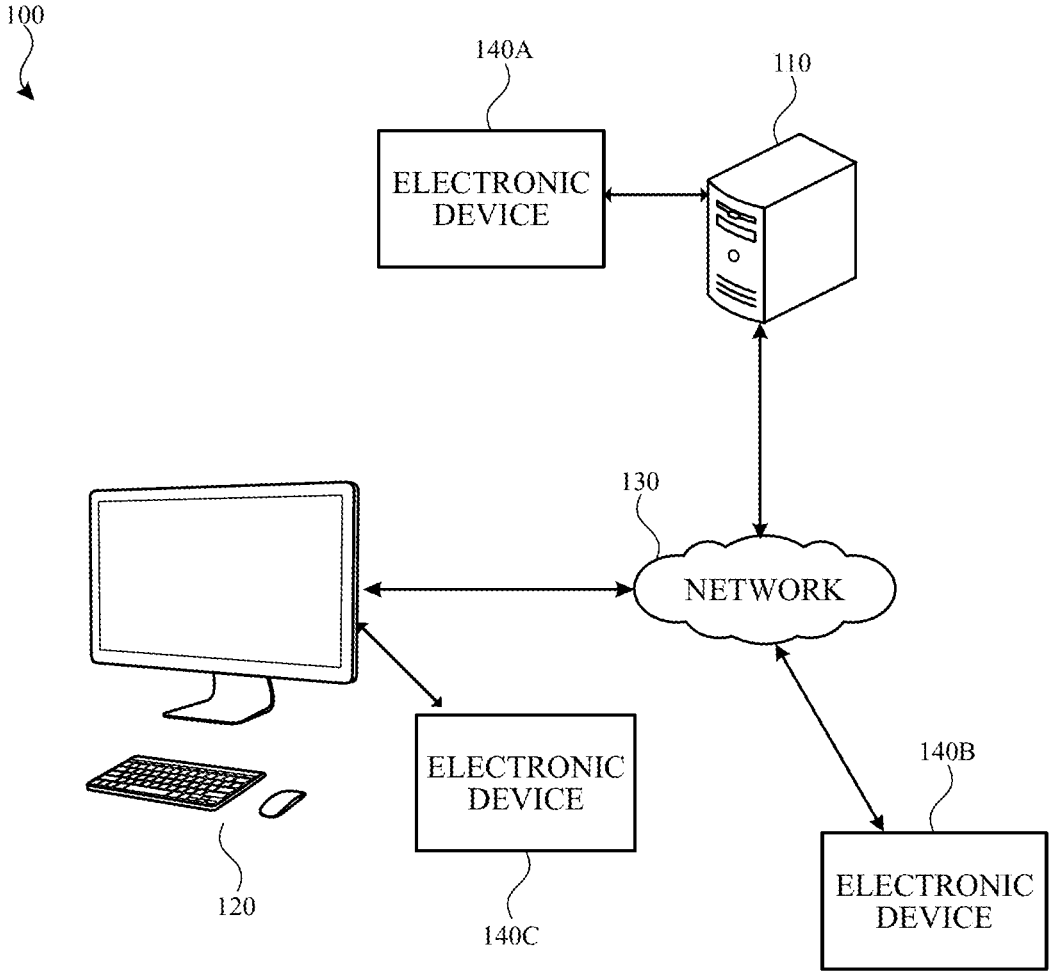 100
140A
110
ELECTRONIC
DEVICE
130
NETWORK
ELECTRONIC
DEVICE
140B
120
140C
ELECTRONIC
DEVICE